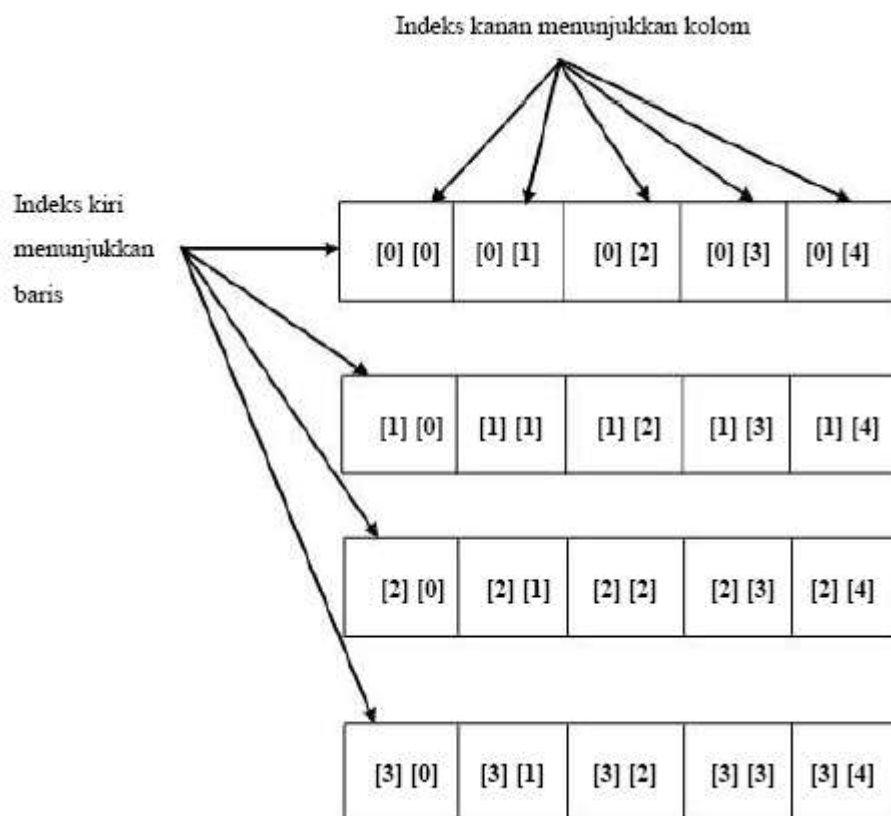 Indeks kanan menunjukkan kolom
Indeks kiri
menunjukkan
baris
[0] [0] [0] [1] [0] [2] [0] [3] [0] [4]
[1] [0] [1] [1] [1] [2] [1] [3] [1] [4]
[2] [0] [2] [1] [2] [2] [2] [3] [2] [4]
[3] [0] [3] [1] [3] [2] [3] [3] [3] [4]